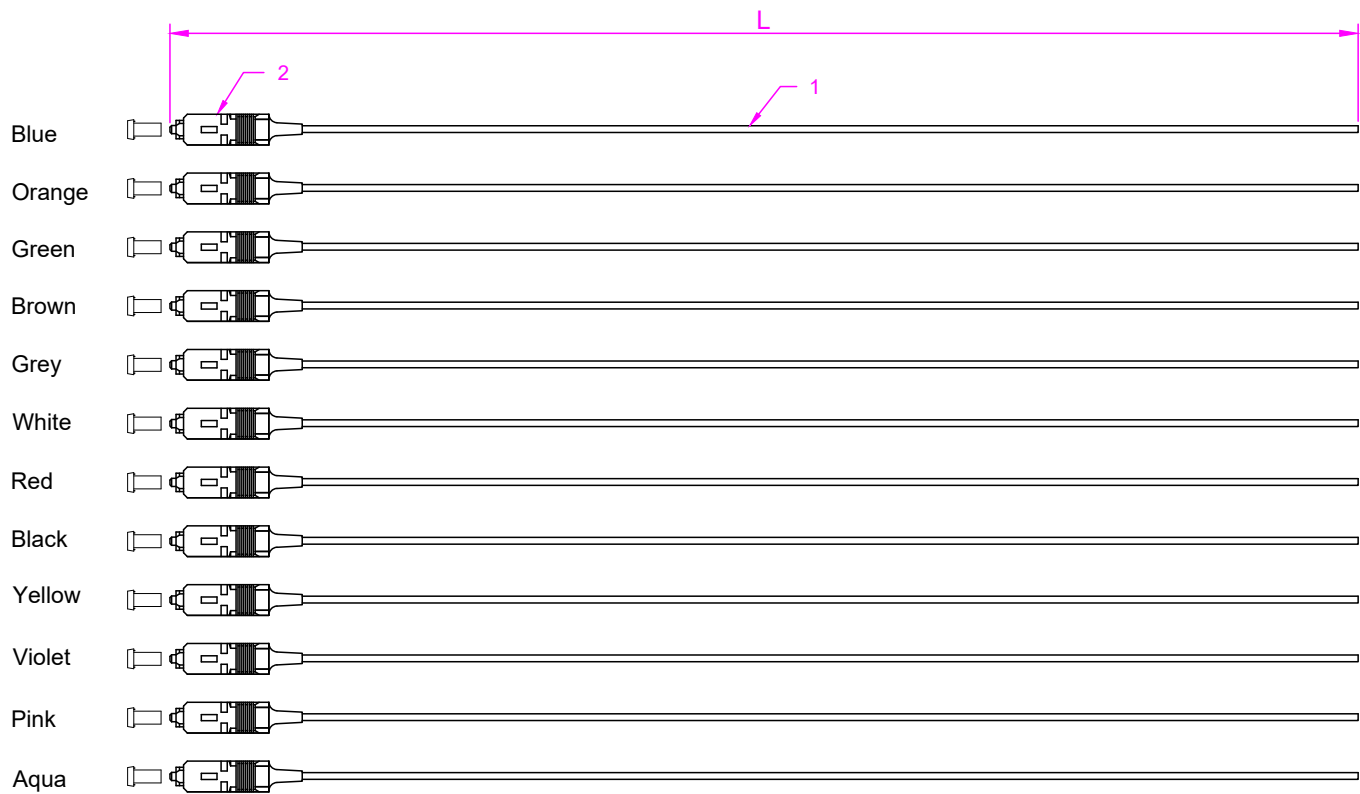 L
2
1
Blue
Orange
Green
Brown
Grey
White
Red
Black
Yellow
Violet
Pink
Aqua